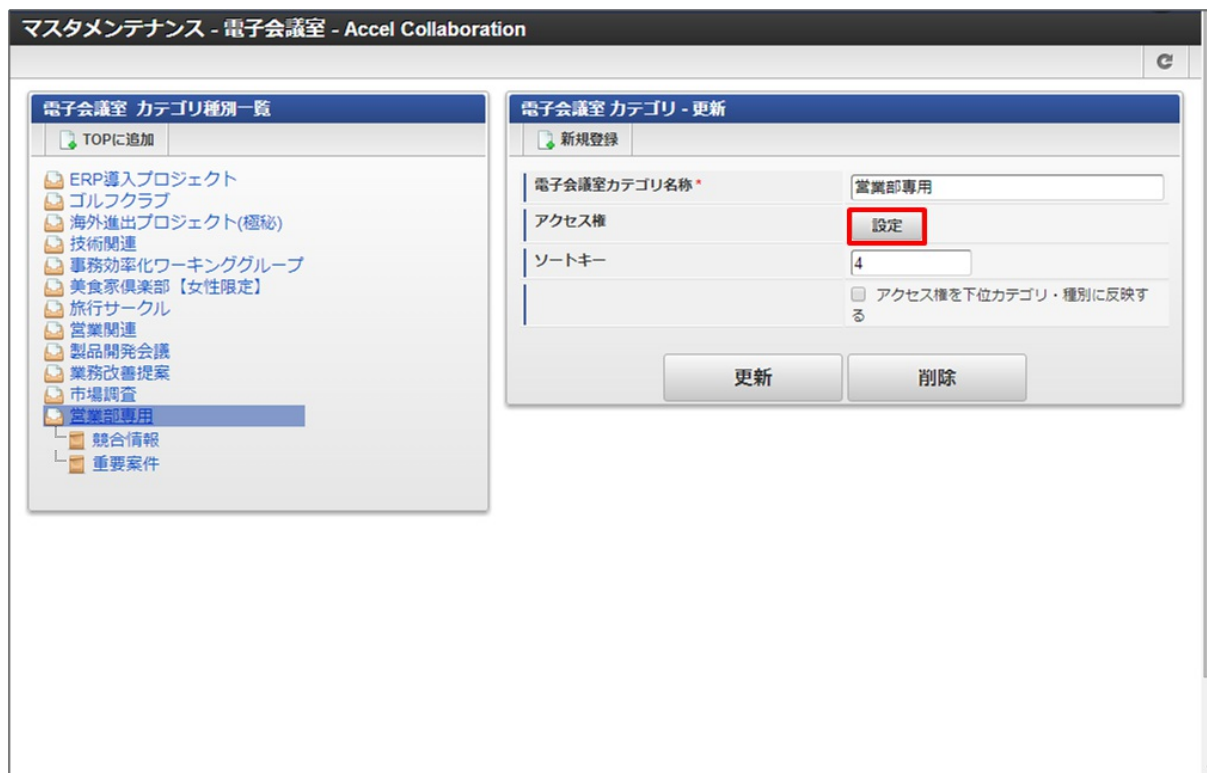 マスタメンテナンス - 電子会議室 - Accel Collaboration
電子会議室 カテゴリ種別一覧
TOPに追加
ERP導入プロジェクト
ゴルフクラブ
海外進出プロジェクト(極秘)
技術関連
事務効率化ワーキンググループ
美食家倶楽部【女性限定】
旅行サークル
営業関連
製品開発会議
業務改善提案
市場調査
営業部専用
競合情報
重要案件
電子会議室 カテゴリ - 更新
新規登録
電子会議室カテゴリ名称*
営業部専用
アクセス権
設定
ソートキー
4
アクセス権を下位カテゴリ・種別に反映す
る
更新
削除